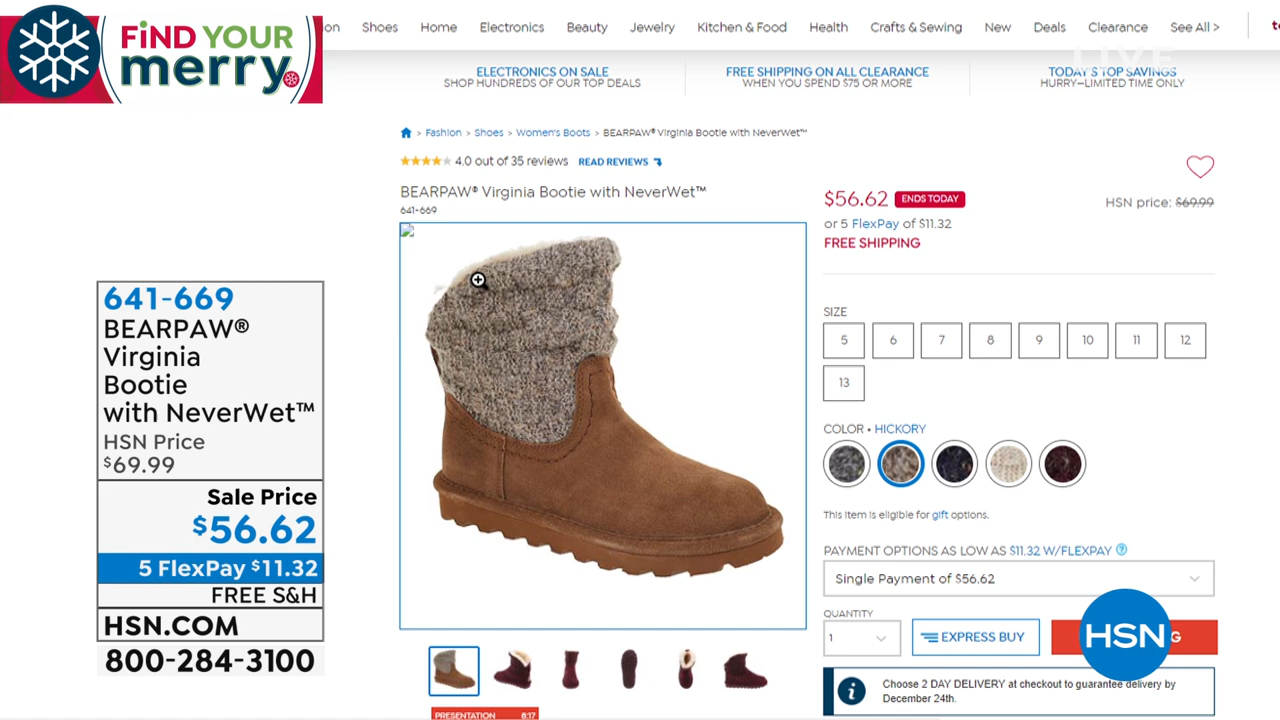 FiND YOUR
merry
on Shoes Home Electronics Beauty Jewelry Kitchen & Food Health Crafts & Sewing New Deals Clearance See All >
LIVE
ELECTRONICS ON SALE
SHOP HUNDREDS OF OUR TOP DEALS
FREE SHIPPING ON ALL CLEARANCE
WHEN YOU SPEND $75 OR MORE
TODAY'S TOP SAVINGS
HURRY—LIMITED TIME ONLY
> Fashion > Shoes > Women's Boots > BEARPAW® Virginia Bootie with NeverWet™
4.0 out of 35 reviews READ REVIEWS
BEARPAW® Virginia Bootie with NeverWet™
641-669
$56.62 ENDS TODAY HSN price: $69.99
or 5 FlexPay of $11.32
FREE SHIPPING
641-669
BEARPAW®
Virginia
Bootie
with NeverWet™
HSN Price
$69.99
Sale Price
$56.62
5 FlexPay $11.32
FREE S&H
HSN.COM
800-284-3100
SIZE
5 6 7 8 9 10 11 12
13
COLOR • HICKORY
This item is eligible for gift options.
PAYMENT OPTIONS AS LOW AS $11.32 W/FLEXPAY ?
Single Payment of $56.62
QUANTITY
1 EXPRESS BUY G
HSN
Choose 2 DAY DELIVERY at checkout to guarantee delivery by
December 24th.
PRESENTATION 8:17